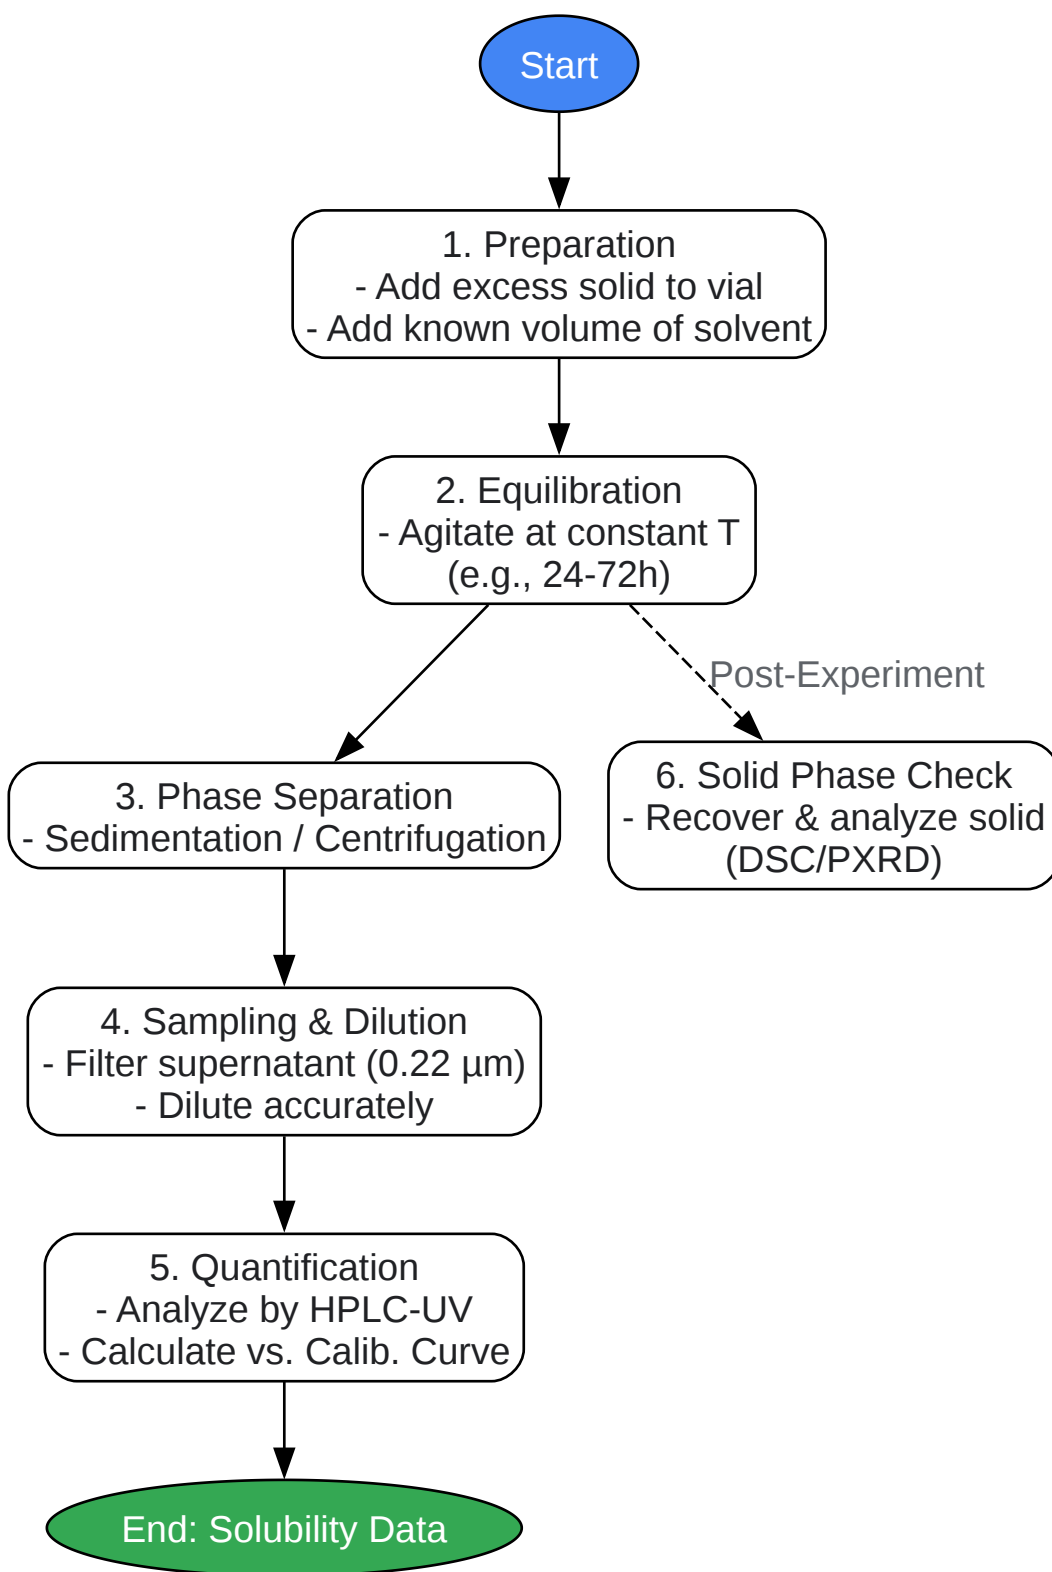 Start
1. Preparation
- Add excess solid to vial
- Add known volume of solvent
2. Equilibration
- Agitate at constant T
(e.g., 24-72h)
Post-Experiment
3. Phase Separation
- Sedimentation / Centrifugation
6. Solid Phase Check
- Recover & analyze solid
(DSC/PXRD)
4. Sampling & Dilution
- Filter supernatant (0.22 µm)
- Dilute accurately
5. Quantification
- Analyze by HPLC-UV
- Calculate vs. Calib. Curve
End: Solubility Data